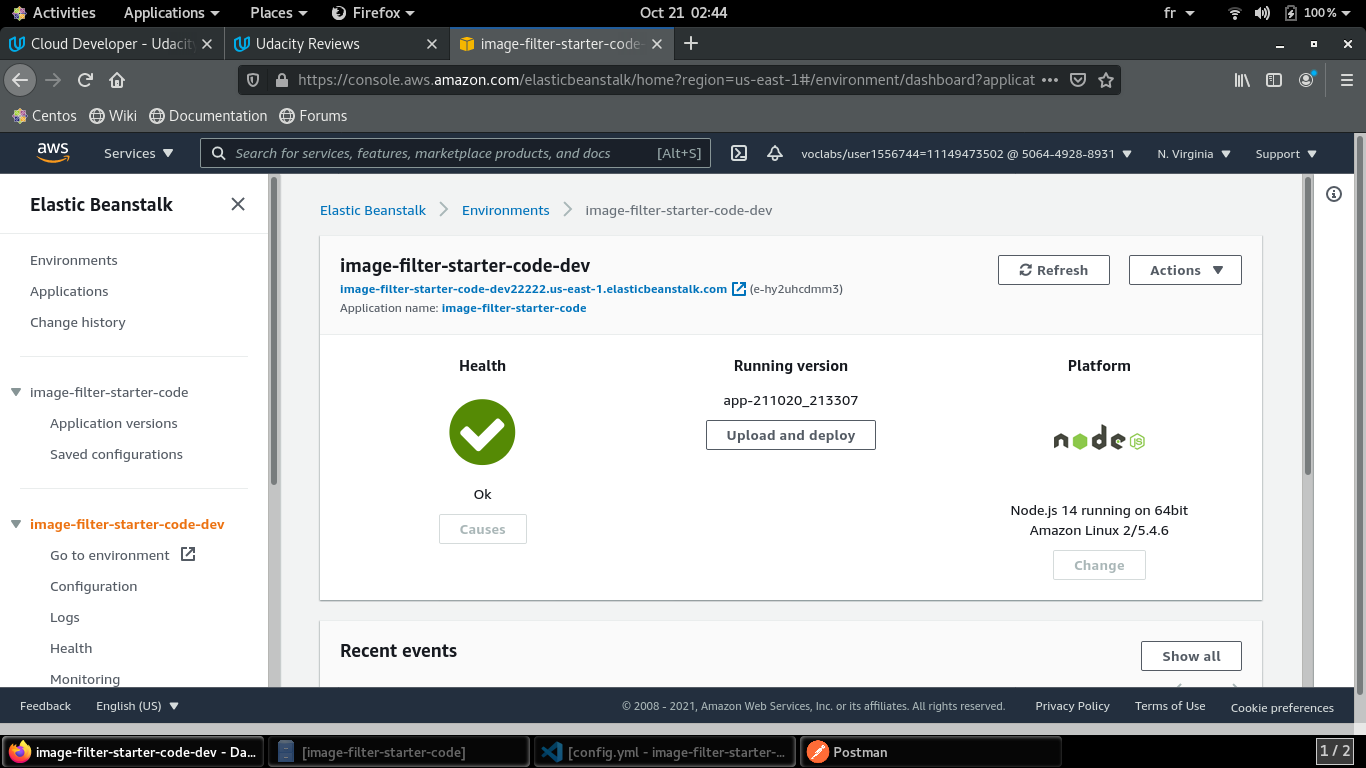 Activities Applications Places Firefox Oct 21 02:44 fr 100%
Cloud Developer - Udacit Udacity Reviews image-filter-starter-code-
https://console.aws.amazon.com/elasticbeanstalk/home?region=us-east-1#/environment/dashboard?applicat
Centos Wiki Documentation Forums
aws Services Search for services, features, marketplace products, and docs [Alt+S] voclabs/user1556744=11149473502 @ 5064-4928-8931 N. Virginia Support
Elastic Beanstalk
Environments
Applications
Change history
image-filter-starter-code
Application versions
Saved configurations
image-filter-starter-code-dev
Go to environment
Configuration
Logs
Health
Monitoring
Elastic Beanstalk Environments image-filter-starter-code-dev
image-filter-starter-code-dev
image-filter-starter-code-dev22222.us-east-1.elasticbeanstalk.com (e-hy2uhcdmm3)
Application name: image-filter-starter-code
Refresh Actions
Health
Ok
Causes
Running version
app-211020_213307
Upload and deploy
Platform
node JS
Node.js 14 running on 64bit
Amazon Linux 2/5.4.6
Change
Recent events
Show all
Feedback English (US) © 2008 - 2021, Amazon Web Services, Inc. or its affiliates. All rights reserved. Privacy Policy Terms of Use Cookie preferences
image-filter-starter-code-dev - Da... [image-filter-starter-code] [config.yml - image-filter-starter-... Postman 1 / 2